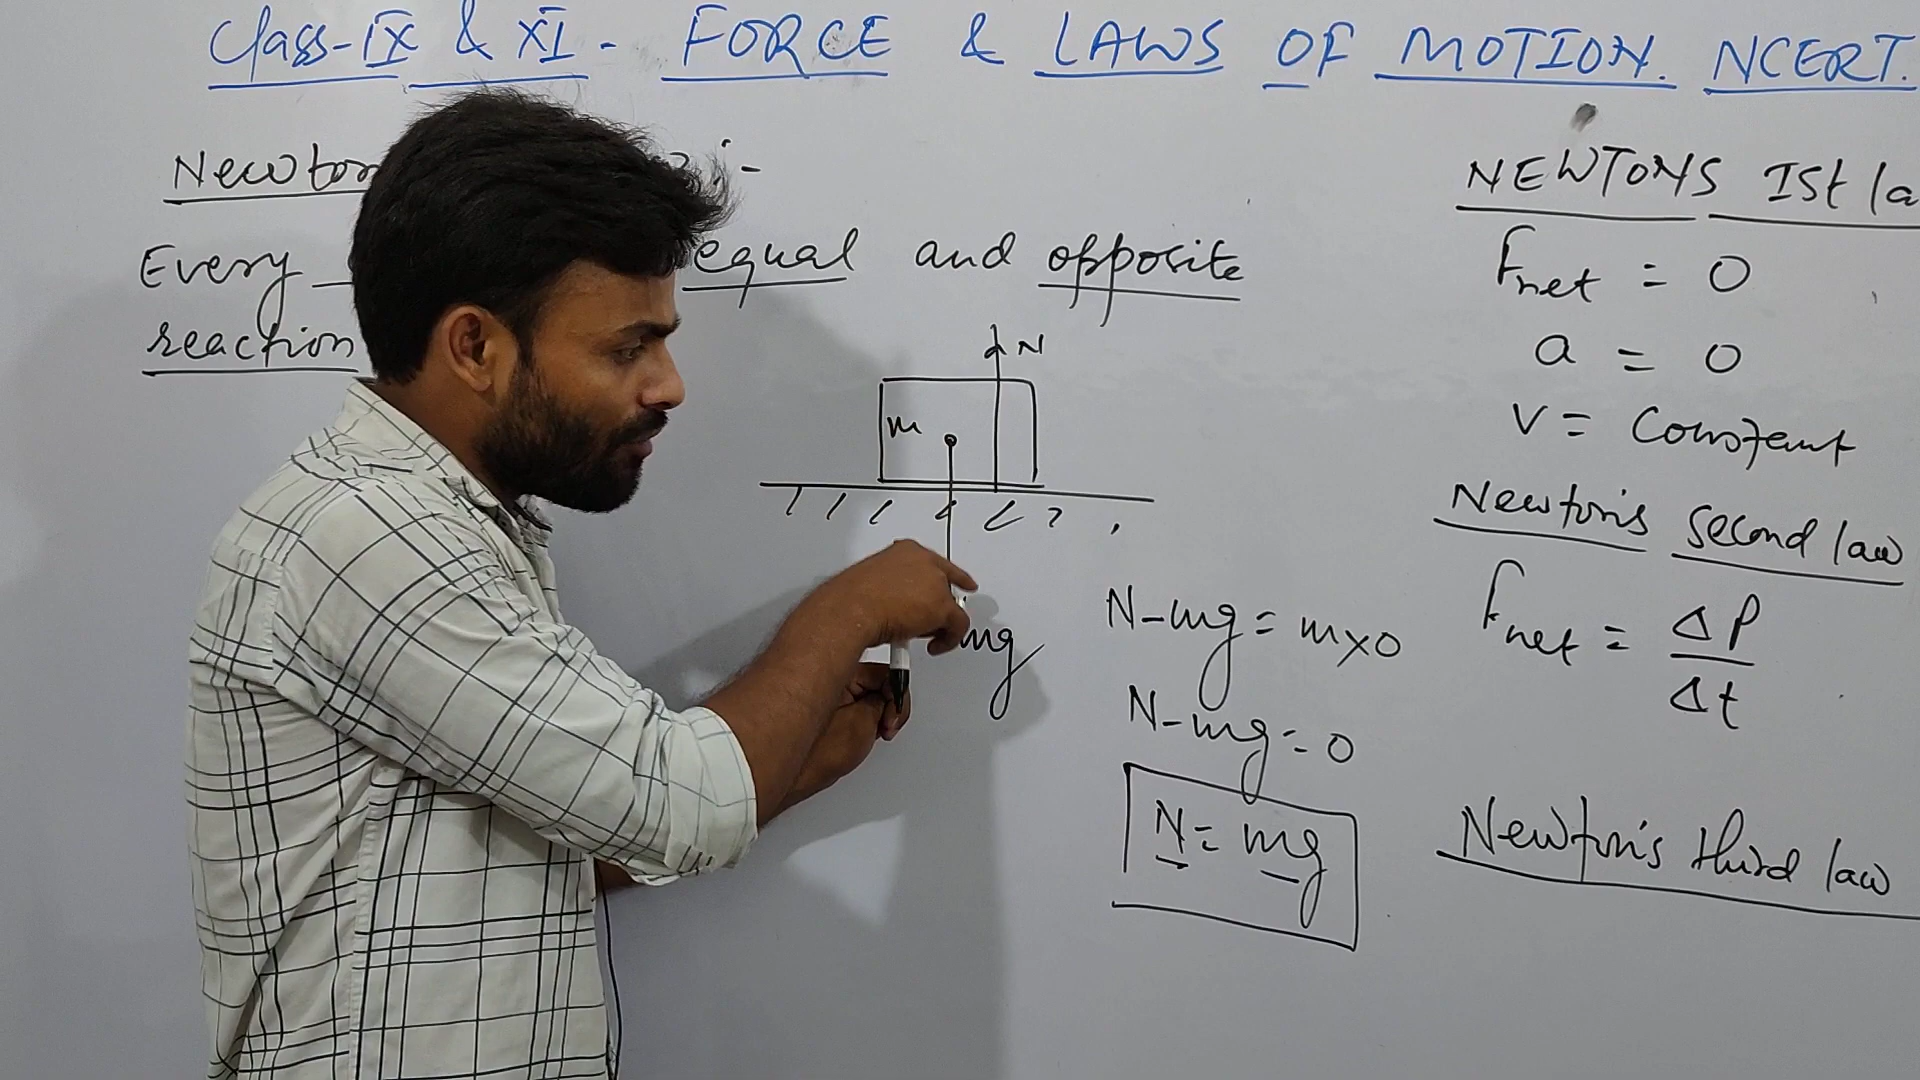 Class-IX & XI - FORCE & LAWS OF MOTION. NCERT.
Newton :-
Every equal and opposite
reaction
N
m
mg
N-mg = mx0
N-mg = 0
N = mg
NEWTONS Ist la
Fnet = 0
a = 0
v = Constant
Newton's second law
Fnet = ΔP
Δt
Newton's third law